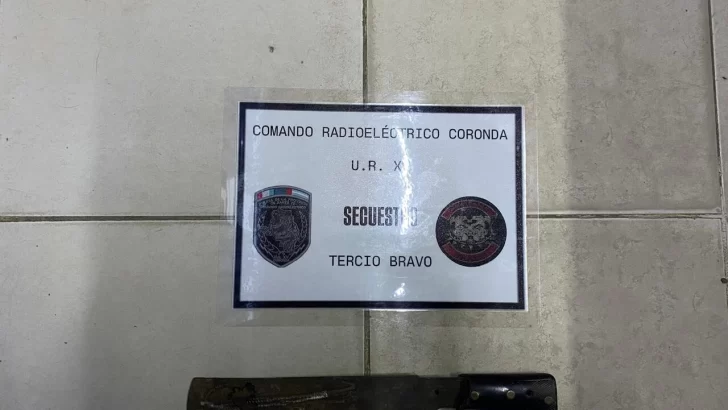 COMANDO RADIOELÉCTRICO CORONDA
U.R. X
SECUESTRO
TERCIO BRAVO